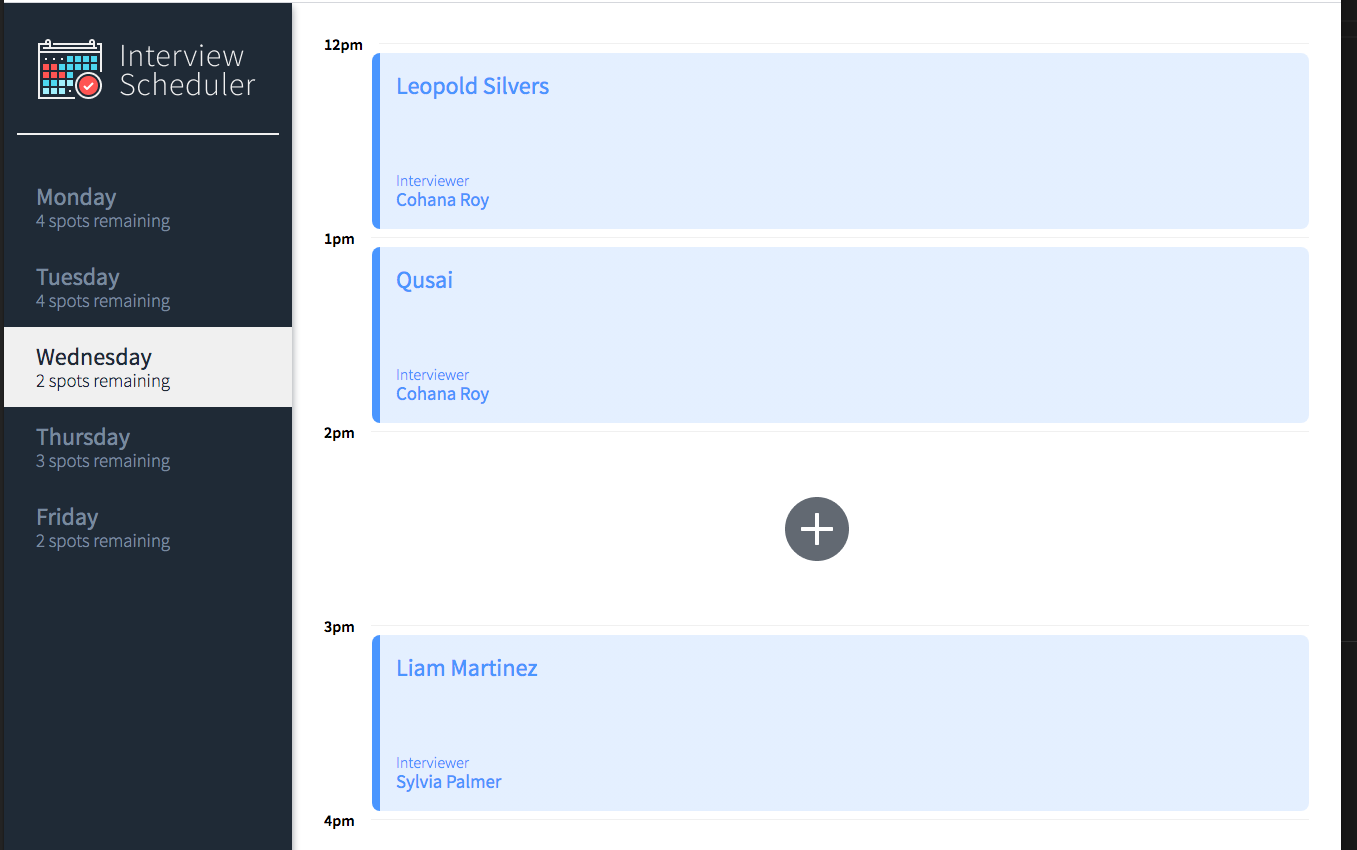 Interview
Scheduler
Monday
4 spots remaining
Tuesday
4 spots remaining
Wednesday
2 spots remaining
Thursday
3 spots remaining
Friday
2 spots remaining
12pm
Leopold Silvers
Interviewer
Cohana Roy
1pm
Qusai
Interviewer
Cohana Roy
2pm
3pm
Liam Martinez
Interviewer
Sylvia Palmer
4pm